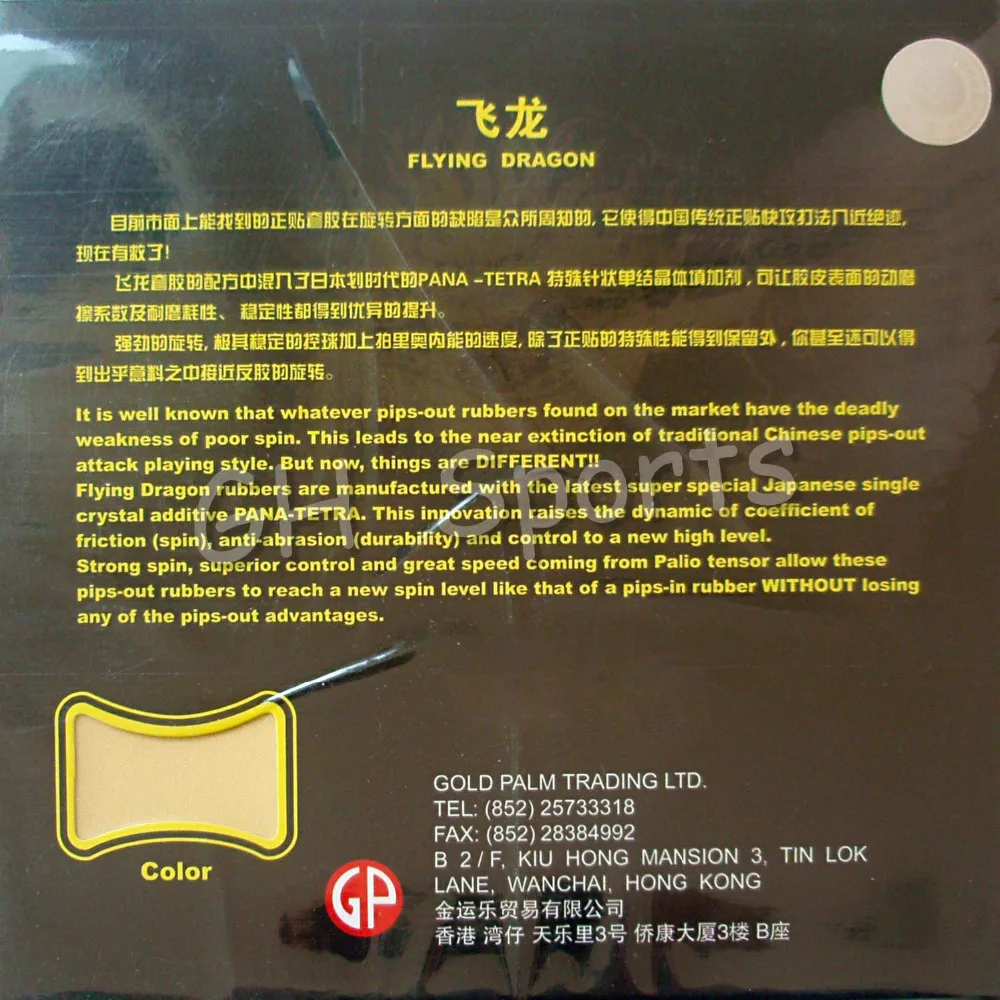 飞龙
FLYING DRAGON
目前市面上能找到的正贴套胶在旋转方面的缺陷是众所周知的,它使得中国传统正贴快攻打法几近绝迹,
现在有救了!
飞龙套胶的配方中混入了日本划时代的PANA-TETRA 特殊针状单结晶体填加剂,可让胶皮表面的动磨
擦系数及耐磨耗性、稳定性都得到优异的提升。
强劲的旋转,极其稳定的控球加上拍里奥内能的速度,除了正贴的特殊性能得到保留外,你甚至还可以得
到出乎意料之中接近反胶的旋转。
It is well known that whatever pips-out rubbers found on the market have the deadly
weakness of poor spin. This leads to the near extinction of traditional Chinese pips-out
attack playing style. But now, things are DIFFERENT!!
Flying Dragon rubbers are manufactured with the latest super special Japanese single
crystal additive PANA-TETRA. This innovation raises the dynamic of coefficient of
friction (spin), anti-abrasion (durability) and control to a new high level.
Strong spin, superior control and great speed coming from Palio tensor allow these
pips-out rubbers to reach a new spin level like that of a pips-in rubber WITHOUT losing
any of the pips-out advantages.
GH Sports
Color
GP
GOLD PALM TRADING LTD.
TEL: (852) 25733318
FAX: (852) 28384992
B 2/F, KIU HONG MANSION 3, TIN LOK
LANE, WANCHAI, HONG KONG
金运乐贸易有限公司
香港 湾仔 天乐里3号 侨康大厦3楼 B座